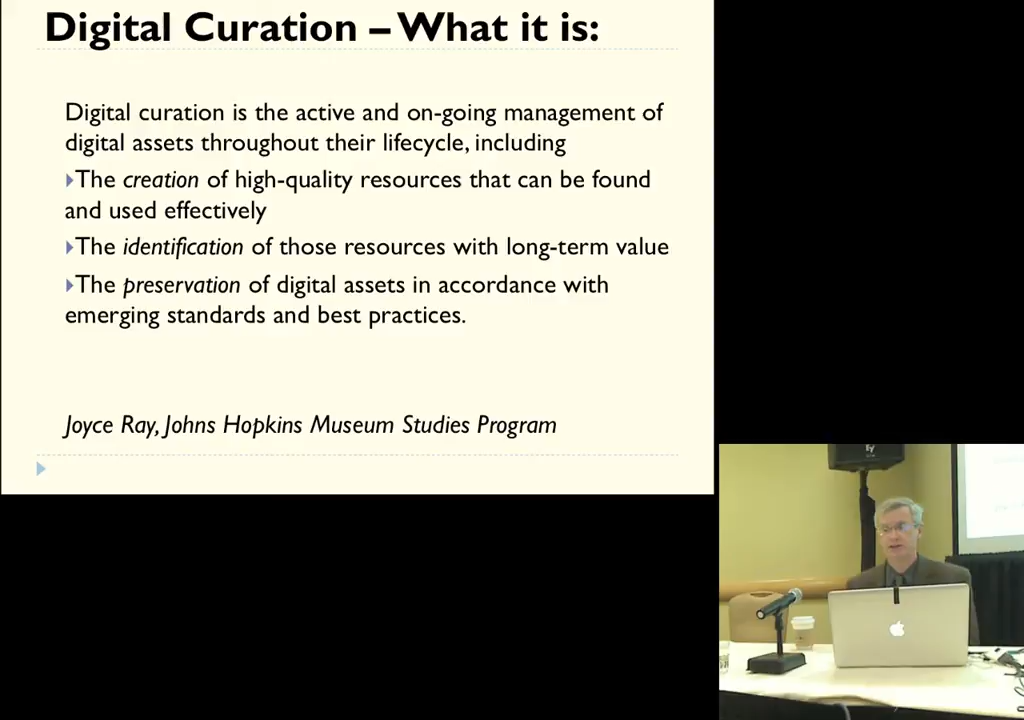 Digital Curation – What it is:
Digital curation is the active and on-going management of
digital assets throughout their lifecycle, including
The creation of high-quality resources that can be found
and used effectively
The identification of those resources with long-term value
The preservation of digital assets in accordance with
emerging standards and best practices.
Joyce Ray, Johns Hopkins Museum Studies Program